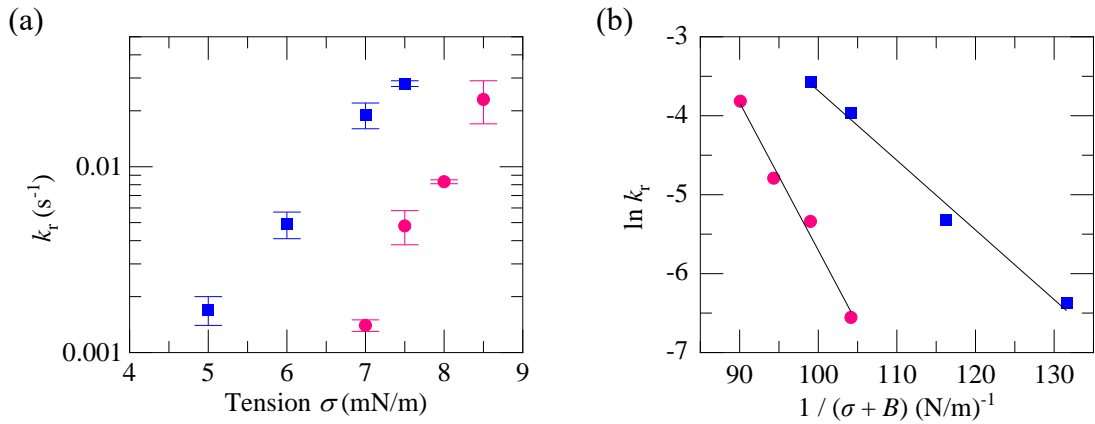 (a)
k_r (s^-1)
0.01
0.001
4 5 6 7 8 9
Tension σ (mN/m)
(b)
ln k_r
-3
-4
-5
-6
-7
90 100 110 120 130
1 / (σ + B) (N/m)^-1